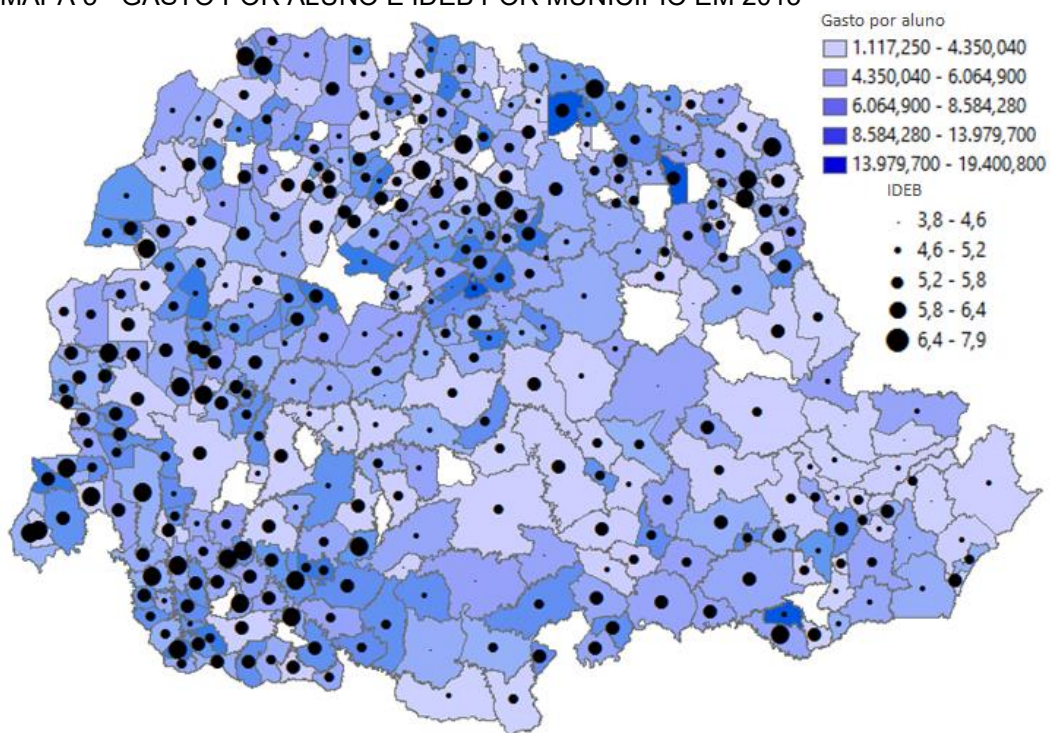 MAPA 6 - GASTO POR ALUNO E IDEB POR MUNICÍPIO EM 2013
Gasto por aluno
1.117,250 - 4.350,040
4.350,040 - 6.064,900
6.064,900 - 8.584,280
8.584,280 - 13.979,700
13.979,700 - 19.400,800
IDEB
3,8 - 4,6
4,6 - 5,2
5,2 - 5,8
5,8 - 6,4
6,4 - 7,9